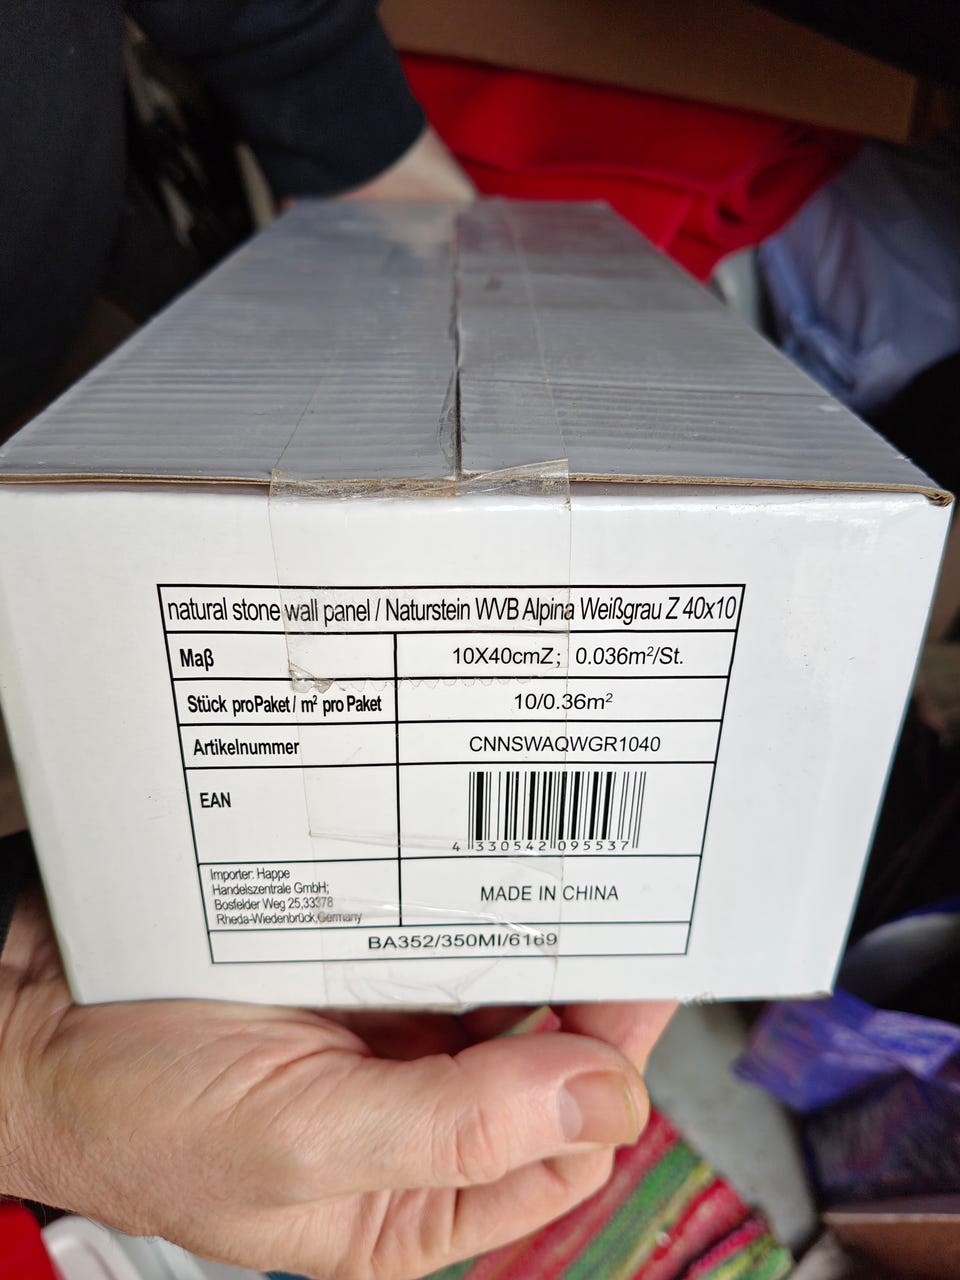 natural stone wall panel / Naturstein WVB Alpina Weißgrau Z 40x10
Maß 10X40cmZ; 0.036m²/St.
Stück proPaket / m² pro Paket 10/0.36m²
Artikelnummer CNNSWAQWGR1040
EAN
4 330542 095537
Importer: Happe
Handelszentrale GmbH;
Bosfelder Weg 25,33378
Rheda-Wiedenbrück,Germany
MADE IN CHINA
BA352/350MI/6169